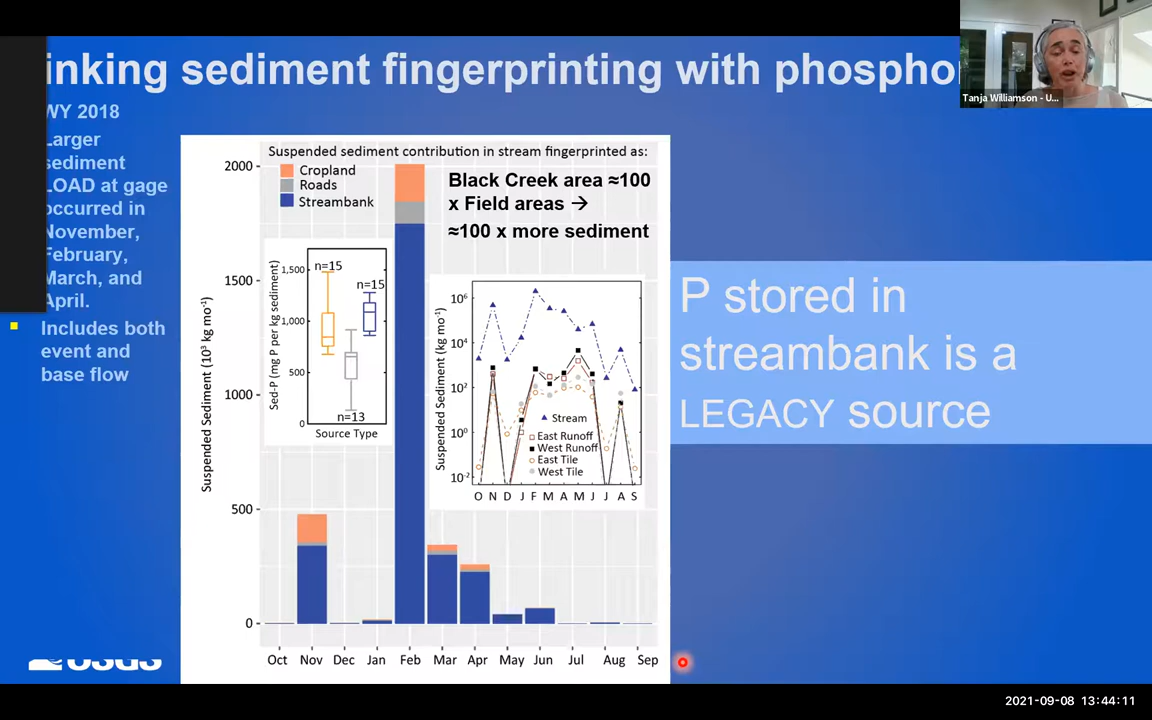 inking sediment fingerprinting with phospho
Tanja Williamson - U...
WY 2018
Larger
sediment
LOAD at gage
occurred in
November,
February,
March, and
April.
Includes both
event and
base flow
Suspended sediment contribution in stream fingerprinted as:
Cropland
Roads
Streambank
Black Creek area ≈100
x Field areas →
≈100 x more sediment
Suspended Sediment (10³ kg mo⁻¹)
2000
1500
1000
500
0
Oct Nov Dec Jan Feb Mar Apr May Jun Jul Aug Sep
Sed-P (mg P per kg sediment)
1,500
1,000
500
0
n=15
n=15
n=13
Source Type
Suspended Sediment (kg mo⁻¹)
10⁶
10⁴
10²
10⁰
10⁻²
Stream
East Runoff
West Runoff
East Tile
West Tile
O N D J F M A M J J A S
P stored in
streambank is a
LEGACY source
USGS
2021-09-08 13:44:11